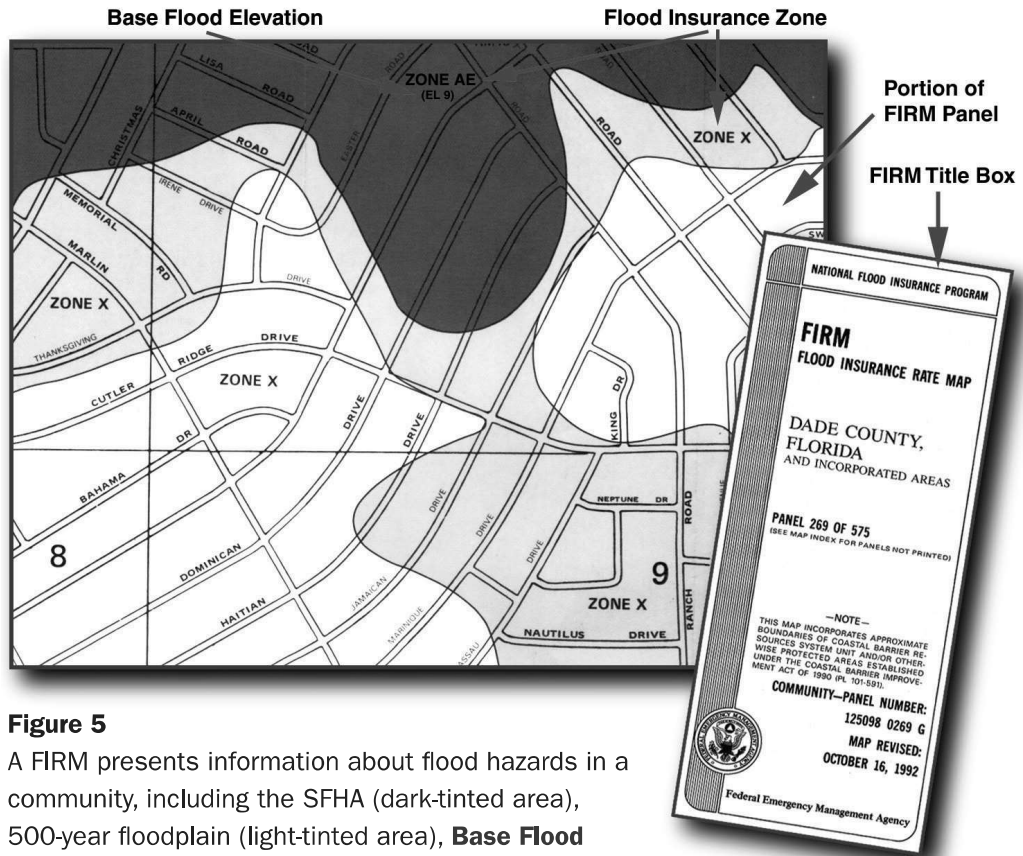 Base Flood Elevation
Flood Insurance Zone
Portion of
FIRM Panel
FIRM Title Box
LISA
ROAD
ROAD
ZONE AE
(EL 9)
ROAD
CHRISTMAS
APRIL
ROAD
EASTER
ROAD
ROAD
ZONE X
IRENE
DRIVE
MEMORIAL
RD
MARLIN
ZONE X
DRIVE
THANKSGIVING
CUTLER
RIDGE
DRIVE
ZONE X
DRIVE
DRIVE
KING
DR
BAHAMA
DR
DRIVE
DRIVE
DRIVE
NEPTUNE DR
ROAD
8
9
DOMINICAN
HAITIAN
JAMAICAN
MARINIQUE
ZONE X
RANCH
NAUTILUS DRIVE
ASSAU
SW
NATIONAL FLOOD INSURANCE PROGRAM
FIRM
FLOOD INSURANCE RATE MAP
DADE COUNTY,
FLORIDA
AND INCORPORATED AREAS
PANEL 269 OF 575
(SEE MAP INDEX FOR PANELS NOT PRINTED)
—NOTE—
THIS MAP INCORPORATES APPROXIMATE
BOUNDARIES OF COASTAL BARRIER RE-
SOURCES SYSTEM UNIT AND/OR OTHER-
WISE PROTECTED AREAS ESTABLISHED
UNDER THE COASTAL BARRIER IMPROVE-
MENT ACT OF 1990 (PL 101-591).
COMMUNITY—PANEL NUMBER:
125098 0269 G
MAP REVISED:
OCTOBER 16, 1992
Federal Emergency Management Agency
Figure 5
A FIRM presents information about flood hazards in a
community, including the SFHA (dark-tinted area),
500-year floodplain (light-tinted area), Base Flood